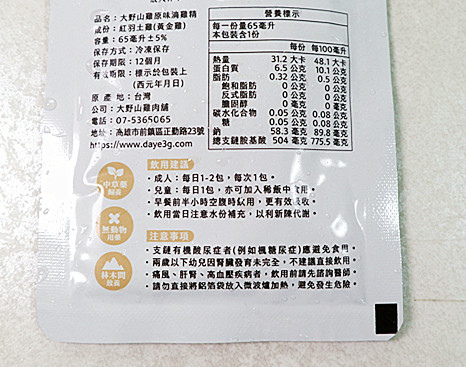 品名：大野山雞原味滴雞精
成份：紅羽土雞(黃金雞)
容量：65毫升±5%
保存方式：冷凍保存
保存期限：12個月
有效期限：標示於包裝上
(西元年月日)
原產地：台灣
公司：大野山雞肉舖
電話：07-5365065
地址：高雄市前鎮區正勤路23號
https://www.daye3g.com
營養標示
每一份量65毫升
本包裝含1份
每份 每100毫升
熱量 31.2 大卡 48.1 大卡
蛋白質 6.5 公克 10.1 公克
脂肪 0.32 公克 0.5 公克
飽和脂肪 0 公克 0 公克
反式脂肪 0 公克 0 公克
膽固醇 0 毫克 0 毫克
碳水化合物 0.05 公克 0.08 公克
糖 0.05 公克 0.08 公克
鈉 58.3 毫克 89.8 毫克
總支鏈胺基酸 504 毫克 775.5 毫克
中草藥
飼養
無動物
用藥
林木間
放養
飲用建議
・成人：每日1-2包，每次1包。
・兒童：每日1包，亦可加入稀飯中食用。
・早餐前半小時空腹時飲用，更有效吸收。
・飲用當日注意水份補充，以利新陳代謝。
注意事項
・支鏈有機酸尿症者(例如楓糖尿症)應避免食用。
・兩歲以下幼兒因腎臟發育未完全，不建議直接飲用。
・痛風、肝腎、高血壓疾病者，飲用前請先諮詢醫師。
・請勿直接將鋁箔袋放入微波爐加熱，避免發生危險。